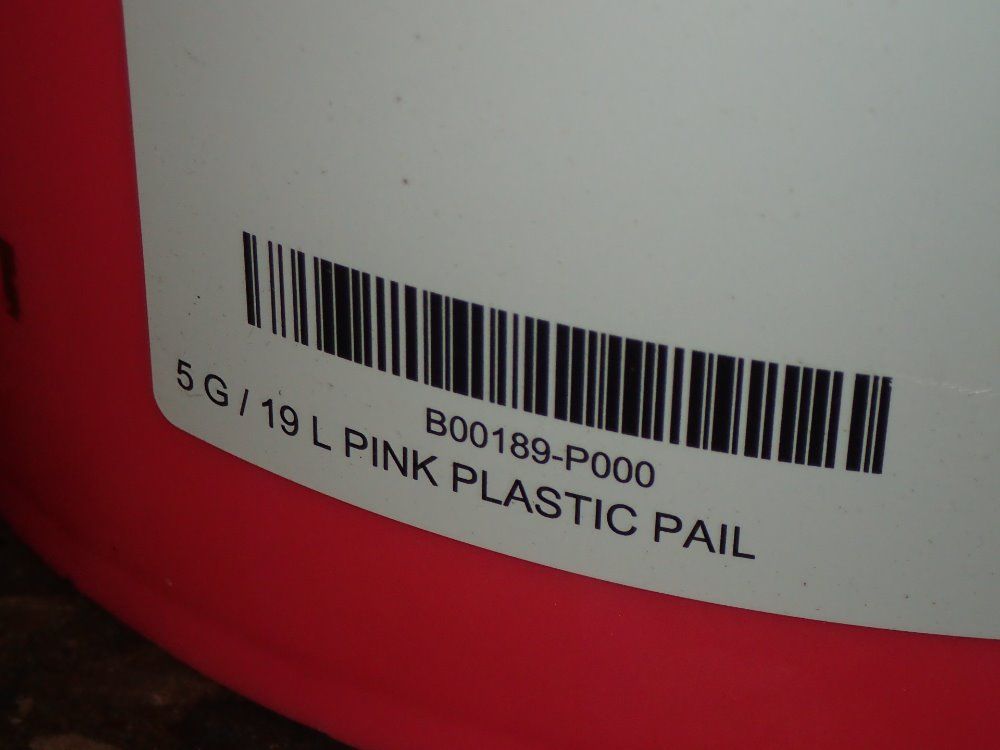 B00189-P000
5 G / 19 L PINK PLASTIC PAIL